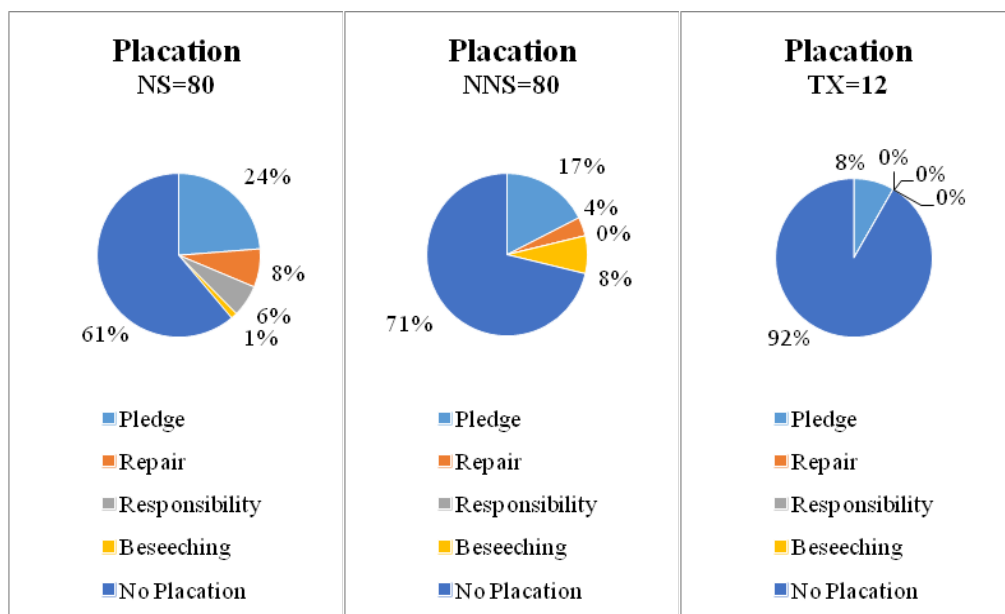 Placation
NS=80
24%
8%
6%
1%
61%
Pledge
Repair
Responsibility
Beseeching
No Placation
Placation
NNS=80
17%
4%
0%
8%
71%
Pledge
Repair
Responsibility
Beseeching
No Placation
Placation
TX=12
8%
0%
0%
0%
92%
Pledge
Repair
Responsibility
Beseeching
No Placation